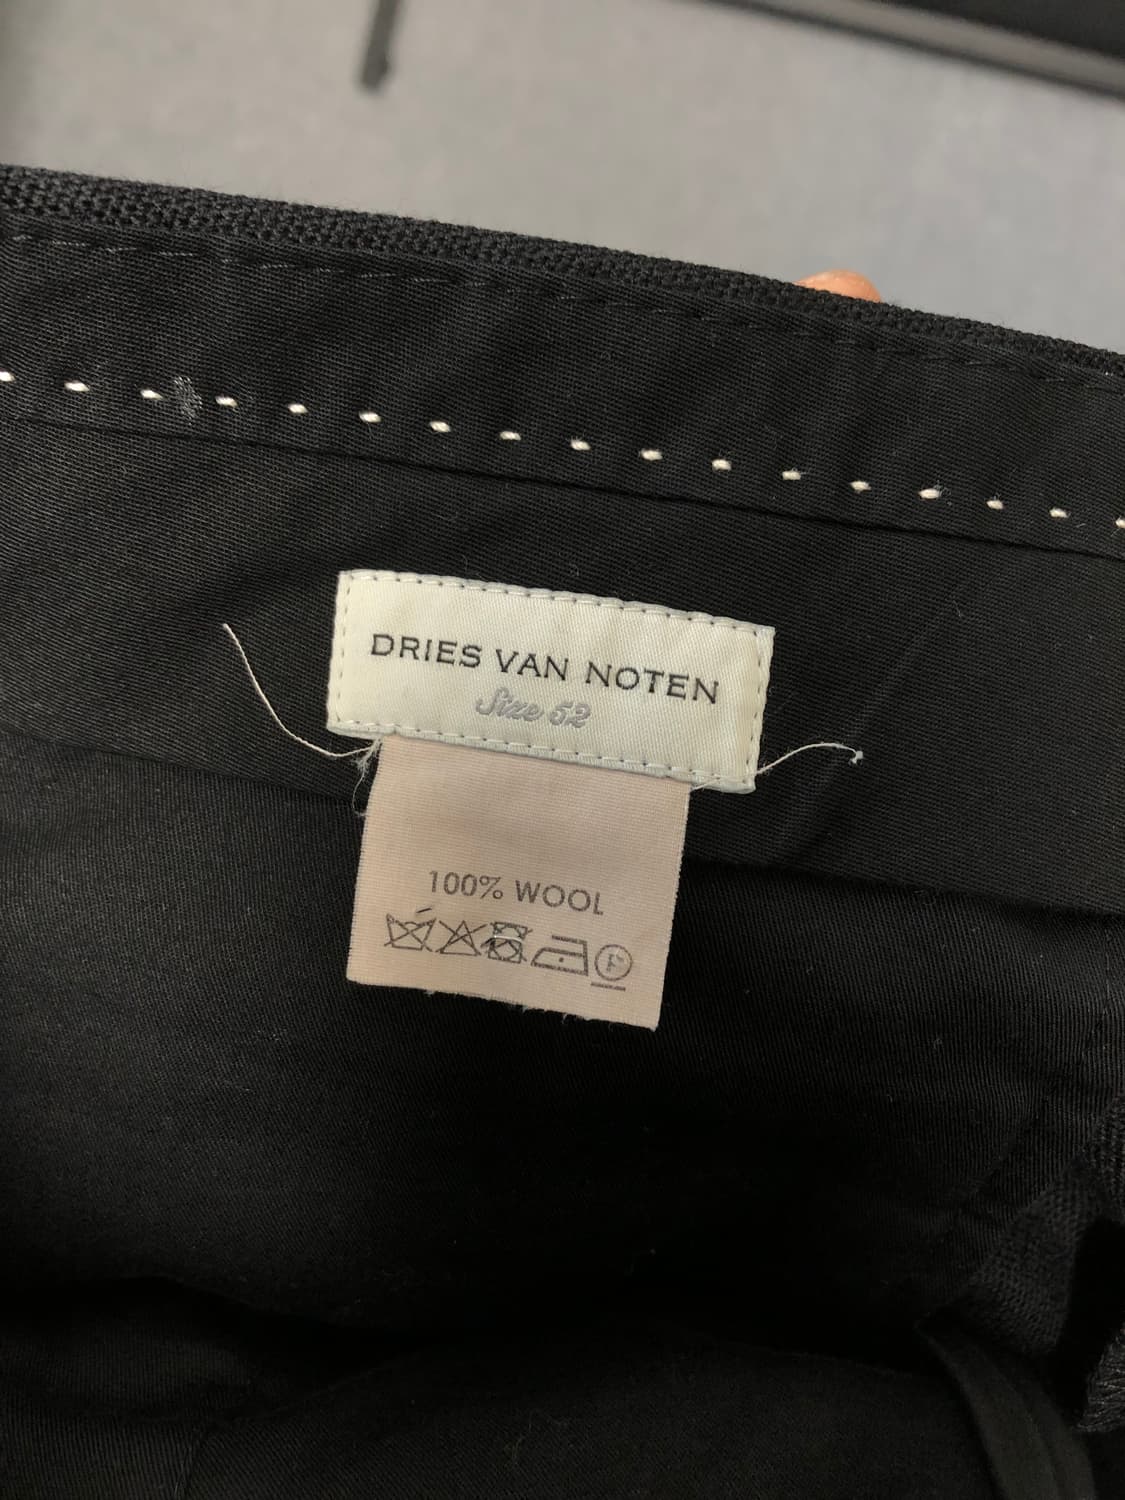 DRIES VAN NOTEN
Size 52
100% WOOL